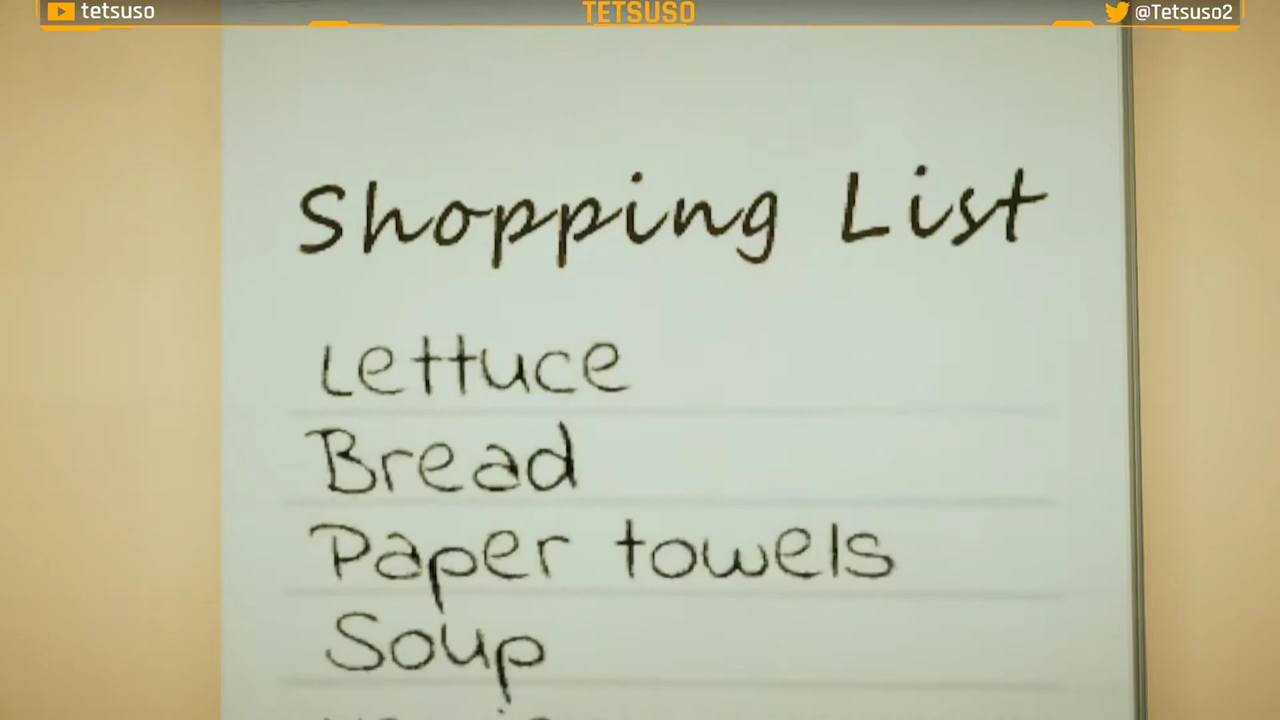 tetsuso
TETSUSO
@Tetsuso2
Shopping List
Lettuce
Bread
Paper towels
Soup